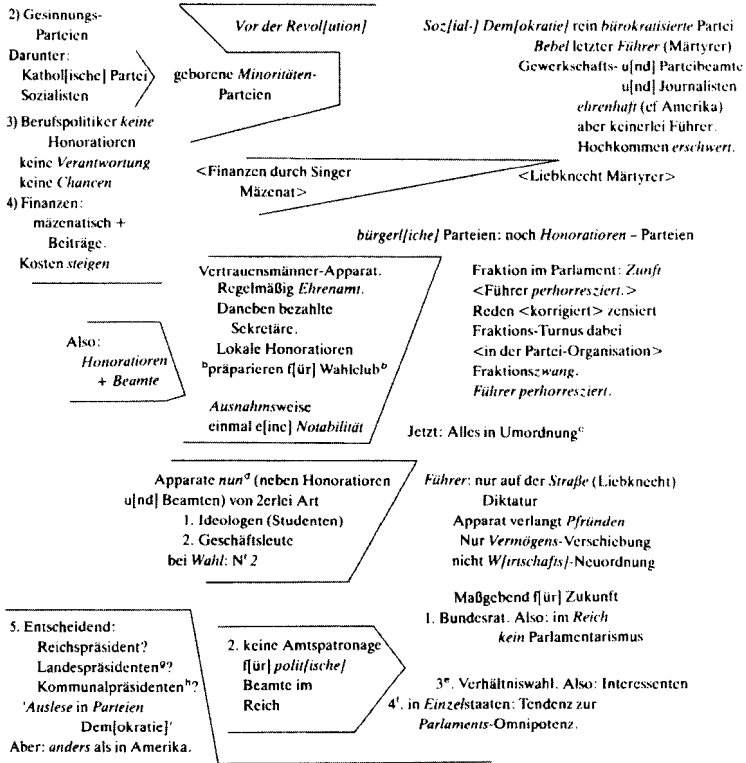 2) Gesinnungs-
Parteien
Darunter:
Kathol[ische] Partei
Sozialisten
3) Berufspolitiker keine
Honoratioren
keine Verantwortung
keine Chancen
4) Finanzen:
mäzenatisch +
Beiträge.
Kosten steigen
Vor der Revol[ution]
geborene Minoritäten-
Parteien
Soz[ial-] Dem[okratie] rein bürokratisierte Partei
Bebel letzter Führer (Märtyrer)
Gewerkschafts- u[nd] Parteibeamte
u[nd] Journalisten
ehrenhaft (cf Amerika)
aber keinerlei Führer.
Hochkommen erschwert.
<Finanzen durch Singer
Mäzenat>
<Liebknecht Märtyrer>
bürgerl[iche] Parteien: noch Honoratioren – Parteien
Also:
Honoratioren
+ Beamte
Vertrauensmänner-Apparat.
Regelmäßig Ehrenamt.
Daneben bezahlte
Sekretäre.
Lokale Honoratioren
ᵇpräparieren f[ür] Wahlclubᵇ
Ausnahmsweise
einmal e[ine] Notabilität
Fraktion im Parlament: Zunft
<Führer perhorresziert.>
Reden <korrigiert> zensiert
Fraktions-Turnus dabei
<in der Partei-Organisation>
Fraktionszwang.
Führer perhorresziert.
Jetzt: Alles in Umordnungᶜ
Apparate nunᵈ (neben Honoratioren
u[nd] Beamten) von 2erlei Art
1. Ideologen (Studenten)
2. Geschäftsleute
bei Wahl: Nʳ 2
Führer: nur auf der Straße (Liebknecht)
Diktatur
Apparat verlangt Pfründen
Nur Vermögens-Verschiebung
nicht W[irtschafts]-Neuordnung
Maßgebend f[ür] Zukunft
1. Bundesrat. Also: im Reich
kein Parlamentarismus
2. keine Amtspatronage
f[ür] polit[ische]
Beamte im
Reich
3ᵉ. Verhältniswahl. Also: Interessenten
4ᶠ. in Einzelstaaten: Tendenz zur
Parlaments-Omnipotenz.
5. Entscheidend:
Reichspräsident?
Landespräsidentenᵍ?
Kommunalpräsidentenʰ?
'Auslese in Parteien
Dem[okratie]'
Aber: anders als in Amerika.